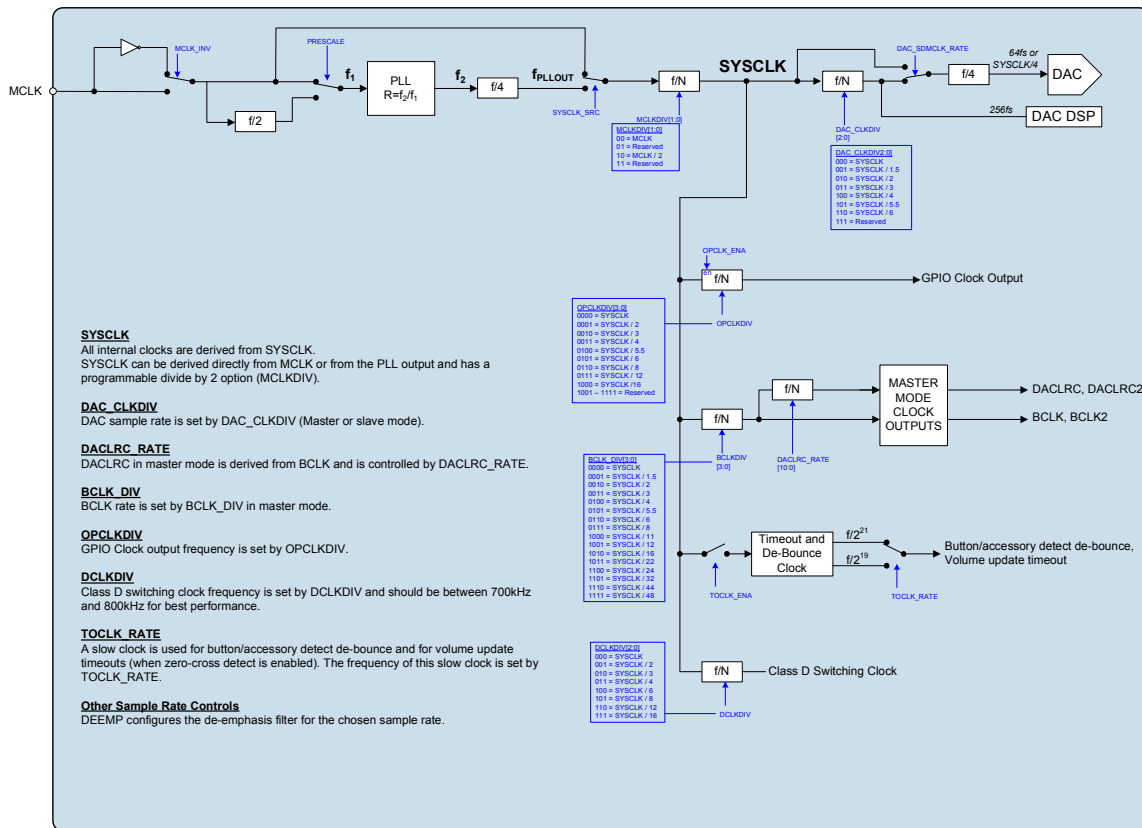 MCLK
MCLK_INV
PRESCALE
f/2
f1
PLL
R=f2/f1
f2
f/4
fPLLOUT
SYSCLK_SRC
f/N
MCLKDIV[1:0]
MCLKDIV[1:0]
00 = MCLK
01 = Reserved
10 = MCLK / 2
11 = Reserved
SYSCLK
DAC_SDMCLK_RATE
f/N
f/4
64fs or
SYSCLK/4
DAC
256fs
DAC DSP
DAC_CLKDIV
[2:0]
DAC_CLKDIV2:0]
000 = SYSCLK
001 = SYSCLK / 1.5
010 = SYSCLK / 2
011 = SYSCLK / 3
100 = SYSCLK / 4
101 = SYSCLK / 5.5
110 = SYSCLK / 6
111 = Reserved
OPCLK_ENA
en
f/N
GPIO Clock Output
OPCLKDIV
OPCLKDIV[3:0]
0000 = SYSCLK
0001 = SYSCLK / 2
0010 = SYSCLK / 3
0011 = SYSCLK / 4
0100 = SYSCLK / 5.5
0101 = SYSCLK / 6
0110 = SYSCLK / 8
0111 = SYSCLK / 12
1000 = SYSCLK /16
1001 – 1111 = Reserved
f/N
f/N
MASTER
MODE
CLOCK
OUTPUTS
DACLRC, DACLRC2
BCLK, BCLK2
BCLKDIV
[3:0]
DACLRC_RATE
[10:0]
BCLK_DIV[3:0]
0000 = SYSCLK
0001 = SYSCLK / 1.5
0010 = SYSCLK / 2
0011 = SYSCLK / 3
0100 = SYSCLK / 4
0101 = SYSCLK / 5.5
0110 = SYSCLK / 6
0111 = SYSCLK / 8
1000 = SYSCLK / 11
1001 = SYSCLK / 12
1010 = SYSCLK / 16
1011 = SYSCLK / 22
1100 = SYSCLK / 24
1101 = SYSCLK / 32
1110 = SYSCLK / 44
1111 = SYSCLK / 48
TOCLK_ENA
Timeout and
De-Bounce
Clock
f/2^21
f/2^19
TOCLK_RATE
Button/accessory detect de-bounce,
Volume update timeout
DCLKDIV[2:0]
000 = SYSCLK
001 = SYSCLK / 2
010 = SYSCLK / 3
011 = SYSCLK / 4
100 = SYSCLK / 6
101 = SYSCLK / 8
110 = SYSCLK / 12
111 = SYSCLK / 16
f/N
DCLKDIV
Class D Switching Clock
SYSCLK
All internal clocks are derived from SYSCLK.
SYSCLK can be derived directly from MCLK or from the PLL output and has a
programmable divide by 2 option (MCLKDIV).
DAC_CLKDIV
DAC sample rate is set by DAC_CLKDIV (Master or slave mode).
DACLRC_RATE
DACLRC in master mode is derived from BCLK and is controlled by DACLRC_RATE.
BCLK_DIV
BCLK rate is set by BCLK_DIV in master mode.
OPCLKDIV
GPIO Clock output frequency is set by OPCLKDIV.
DCLKDIV
Class D switching clock frequency is set by DCLKDIV and should be between 700kHz
and 800kHz for best performance.
TOCLK_RATE
A slow clock is used for button/accessory detect de-bounce and for volume update
timeouts (when zero-cross detect is enabled). The frequency of this slow clock is set by
TOCLK_RATE.
Other Sample Rate Controls
DEEMP configures the de-emphasis filter for the chosen sample rate.